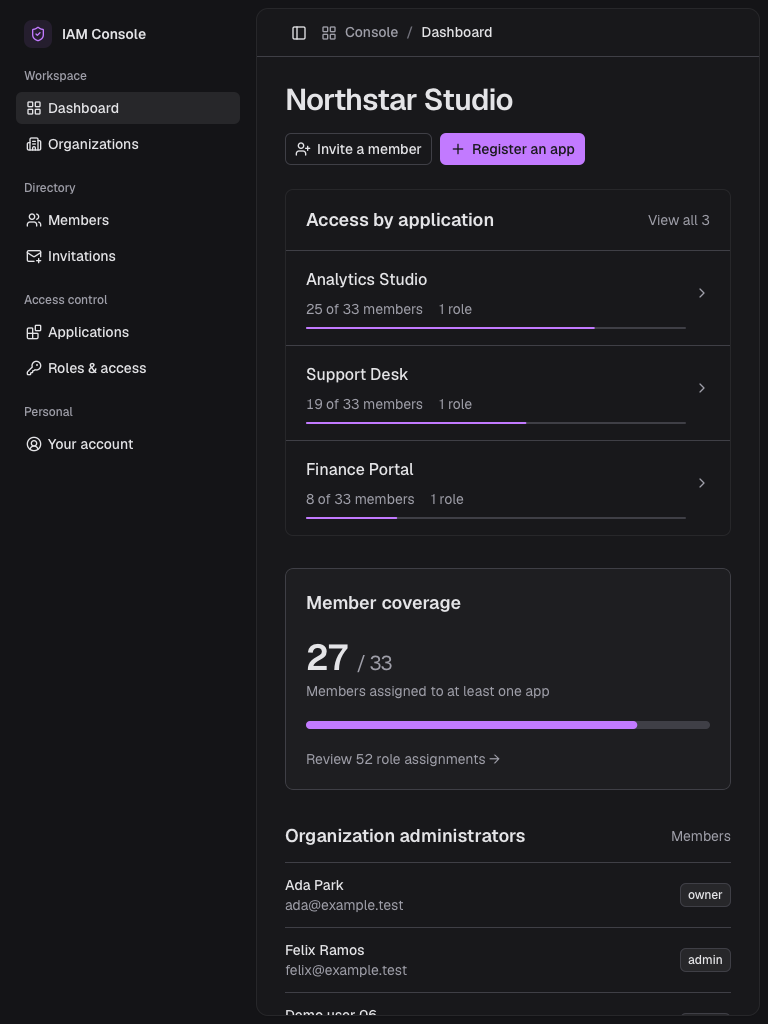 IAM Console
Workspace
Dashboard
Organizations
Directory
Members
Invitations
Access control
Applications
Roles & access
Personal
Your account
Console / Dashboard
Northstar Studio
Invite a member
Register an app
Access by application
View all 3
Analytics Studio
25 of 33 members 1 role
Support Desk
19 of 33 members 1 role
Finance Portal
8 of 33 members 1 role
Member coverage
27 / 33
Members assigned to at least one app
Review 52 role assignments →
Organization administrators
Members
Ada Park
ada@example.test
owner
Felix Ramos
felix@example.test
admin
Demo user 06